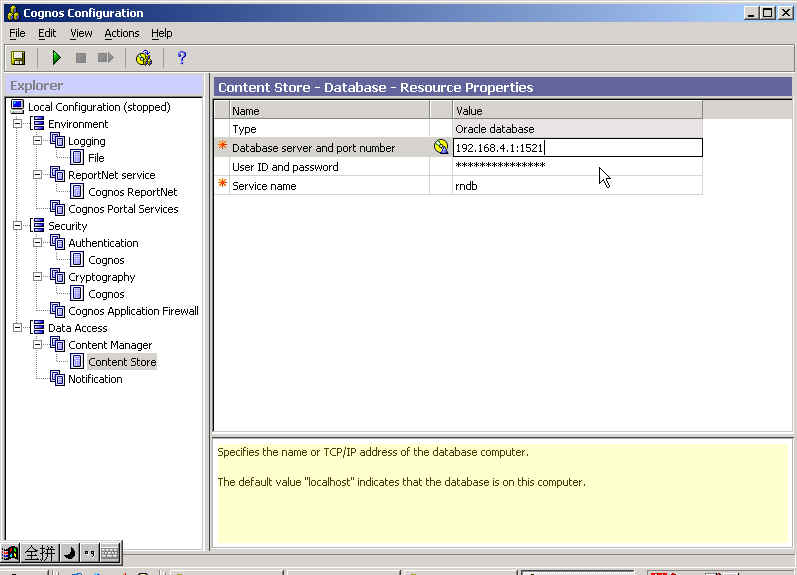 Cognos Configuration
File Edit View Actions Help
Explorer
Local Configuration (stopped)
Environment
Logging
File
ReportNet service
Cognos ReportNet
Cognos Portal Services
Security
Authentication
Cognos
Cryptography
Cognos
Cognos Application Firewall
Data Access
Content Manager
Content Store
Notification
Content Store - Database - Resource Properties
Name Value
Type Oracle database
* Database server and port number 192.168.4.1:1521
User ID and password ***************
* Service name rndb
Specifies the name or TCP/IP address of the database computer.
The default value "localhost" indicates that the database is on this computer.
全拼